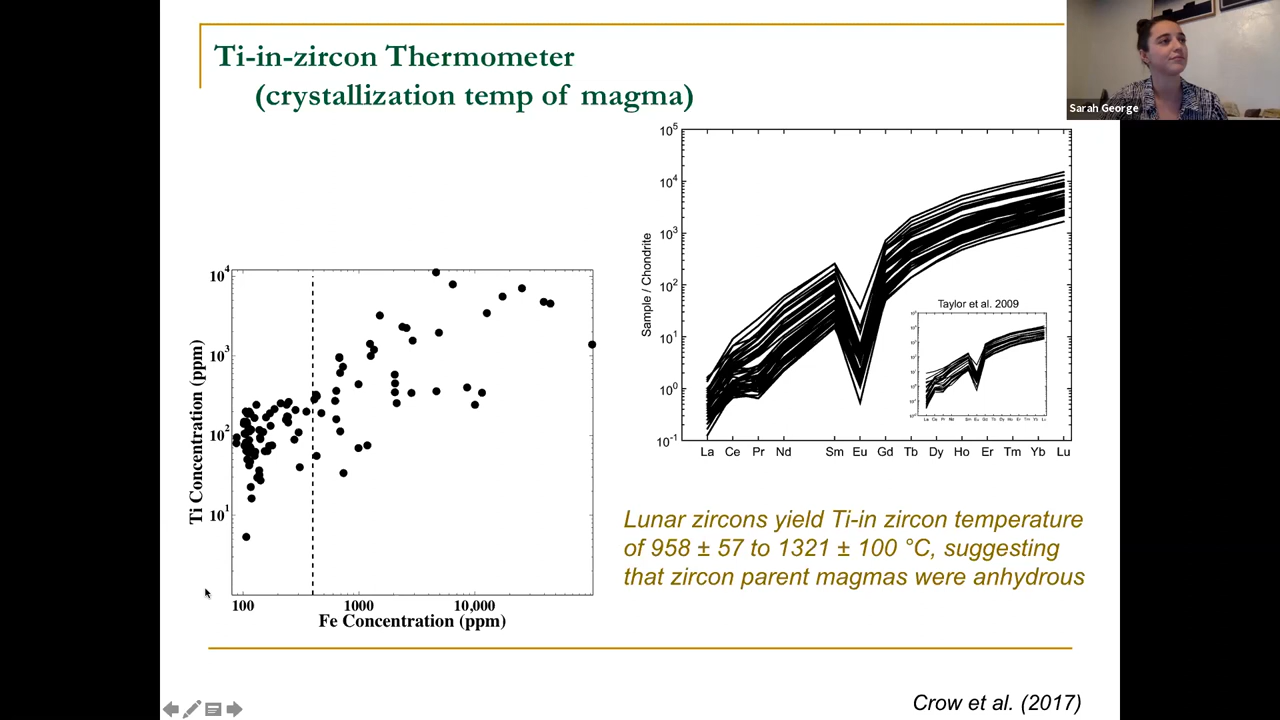 Ti-in-zircon Thermometer
(crystallization temp of magma)
Sarah George
10⁵
10⁴
10³
10²
10¹
10⁰
10⁻¹
Sample / Chondrite
La Ce Pr Nd Sm Eu Gd Tb Dy Ho Er Tm Yb Lu
Taylor et al. 2009
10⁴
10³
10²
10¹
Ti Concentration (ppm)
100 1000 10,000
Fe Concentration (ppm)
Lunar zircons yield Ti-in zircon temperature
of 958 ± 57 to 1321 ± 100 °C, suggesting
that zircon parent magmas were anhydrous
Crow et al. (2017)